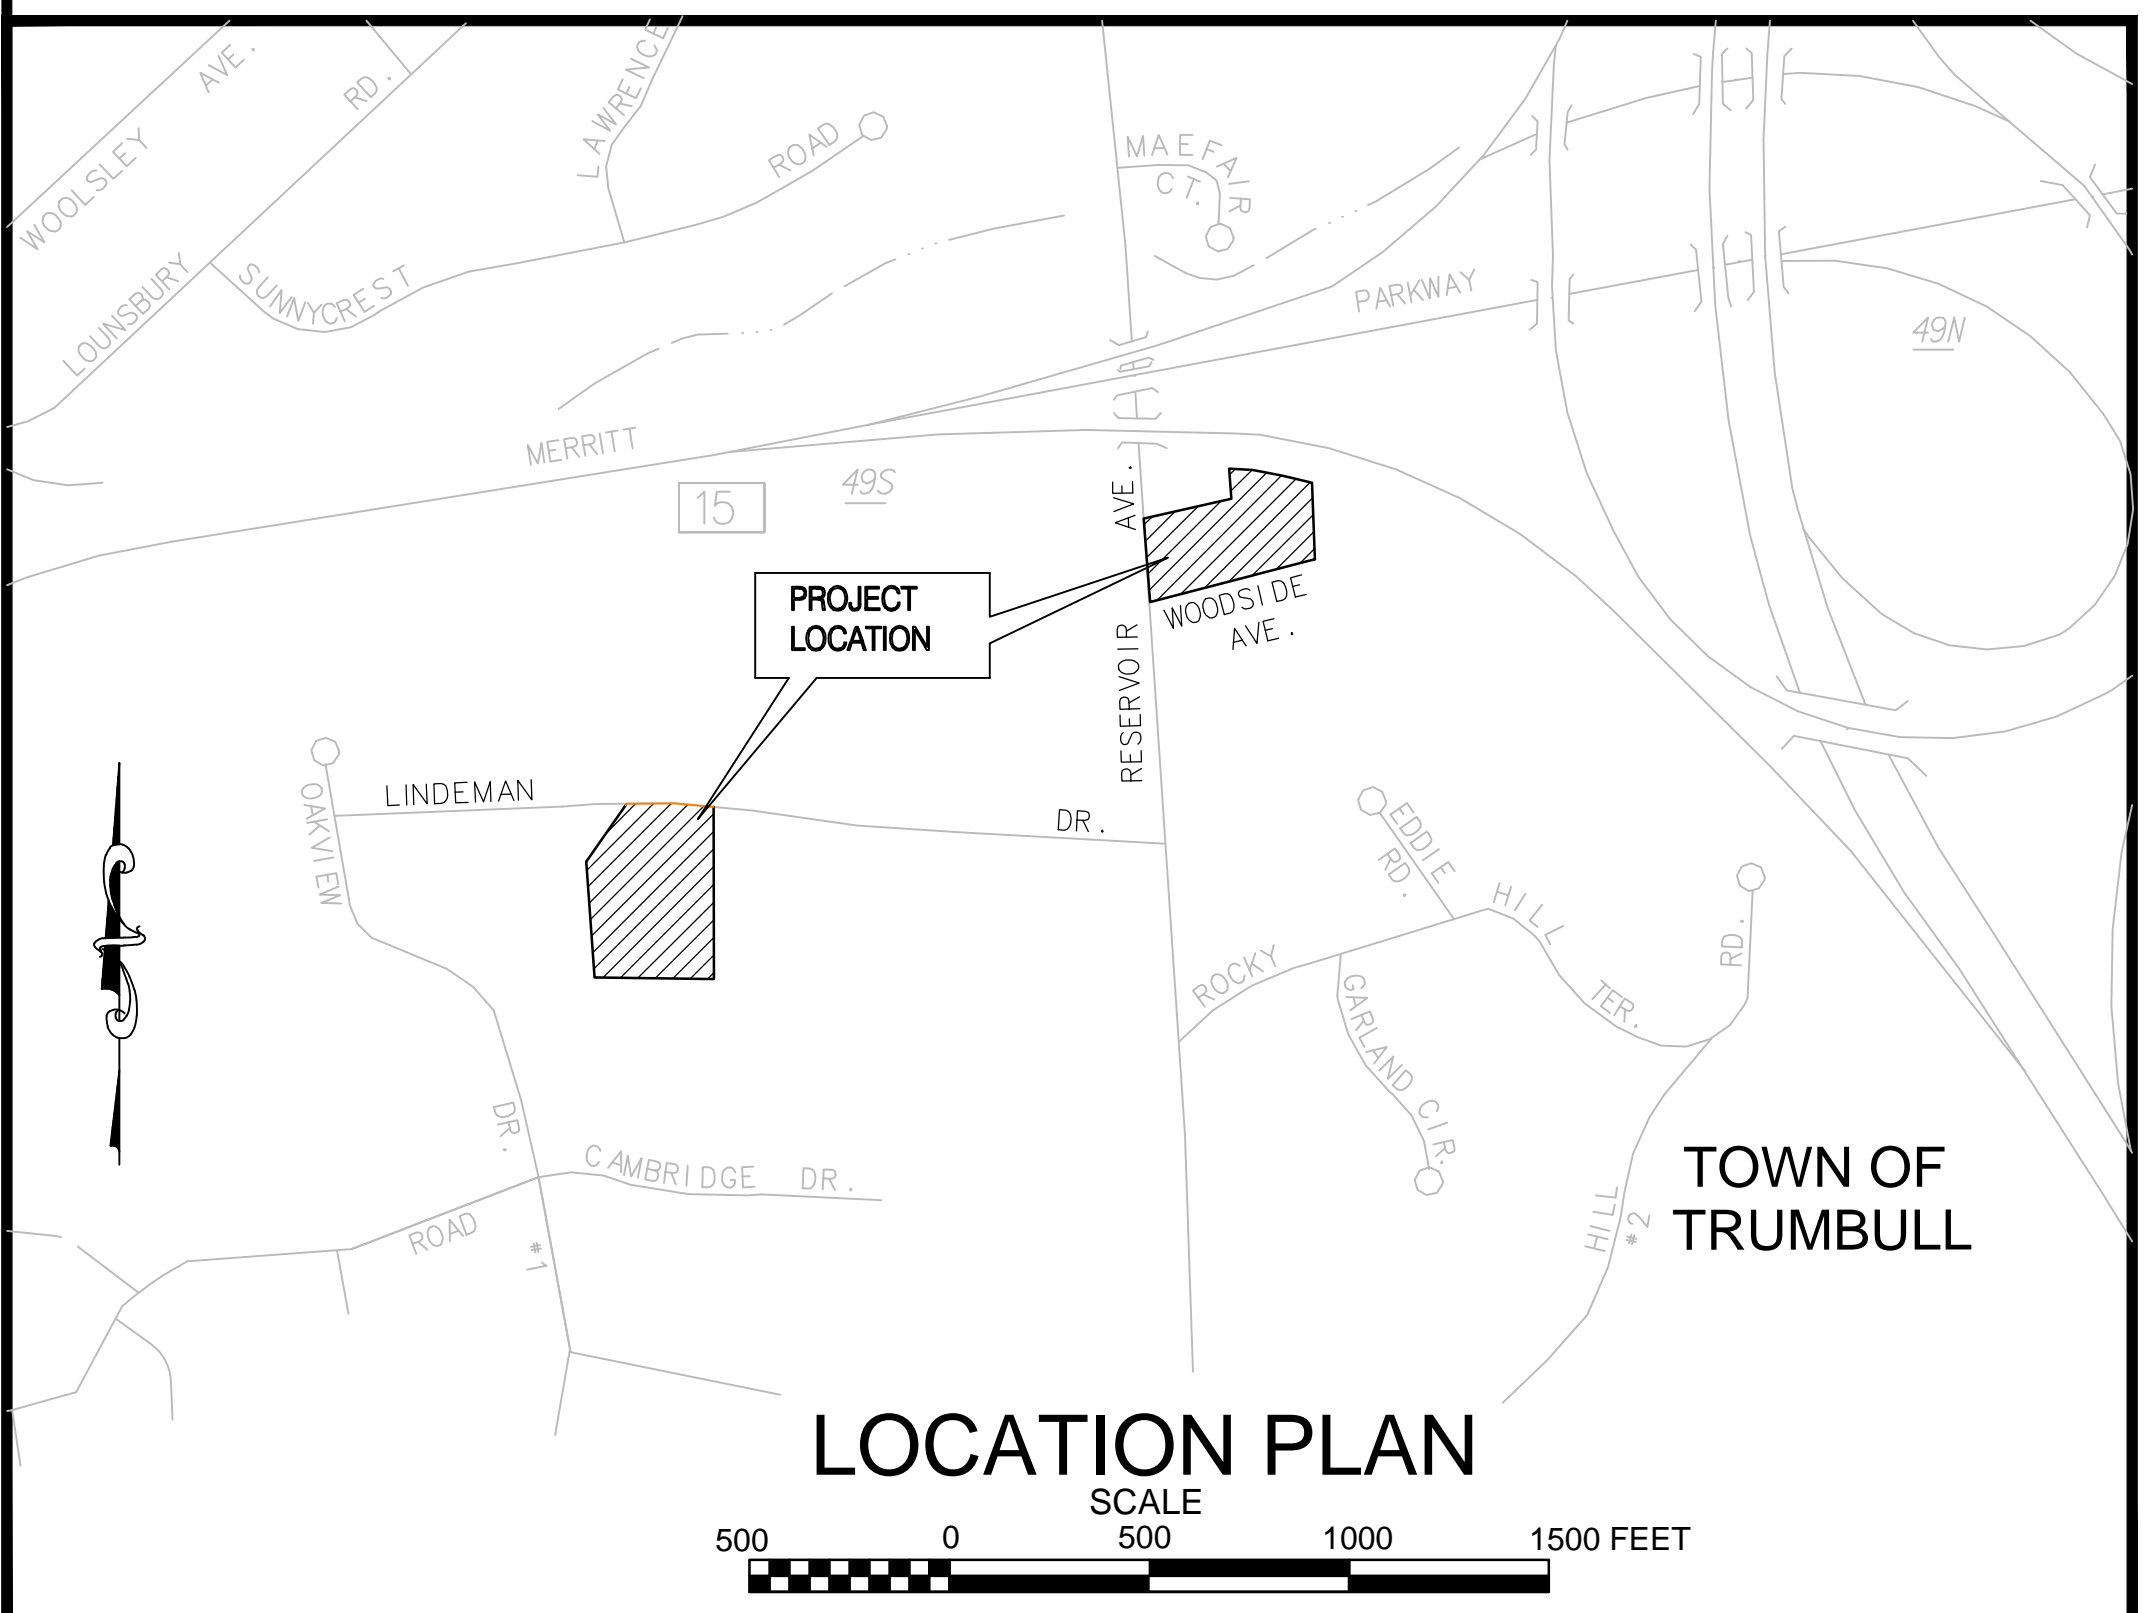 WOOLSLEY AVE.
LOUNSBURY RD.
SUNNYCREST ROAD
LAWRENCE
MAEFAIR
CT.
MERRITT PARKWAY
49N
49S
15
RESERVOIR AVE.
WOODSIDE
AVE.
PROJECT
LOCATION
LINDEMAN DR.
OAKVIEW DR.
EDDIE
RD.
ROCKY HILL TER.
RD.
GARLAND CIR.
CAMBRIDGE DR.
ROAD
#1
HILL
#2
TOWN OF
TRUMBULL
LOCATION PLAN
SCALE
500 0 500 1000 1500 FEET